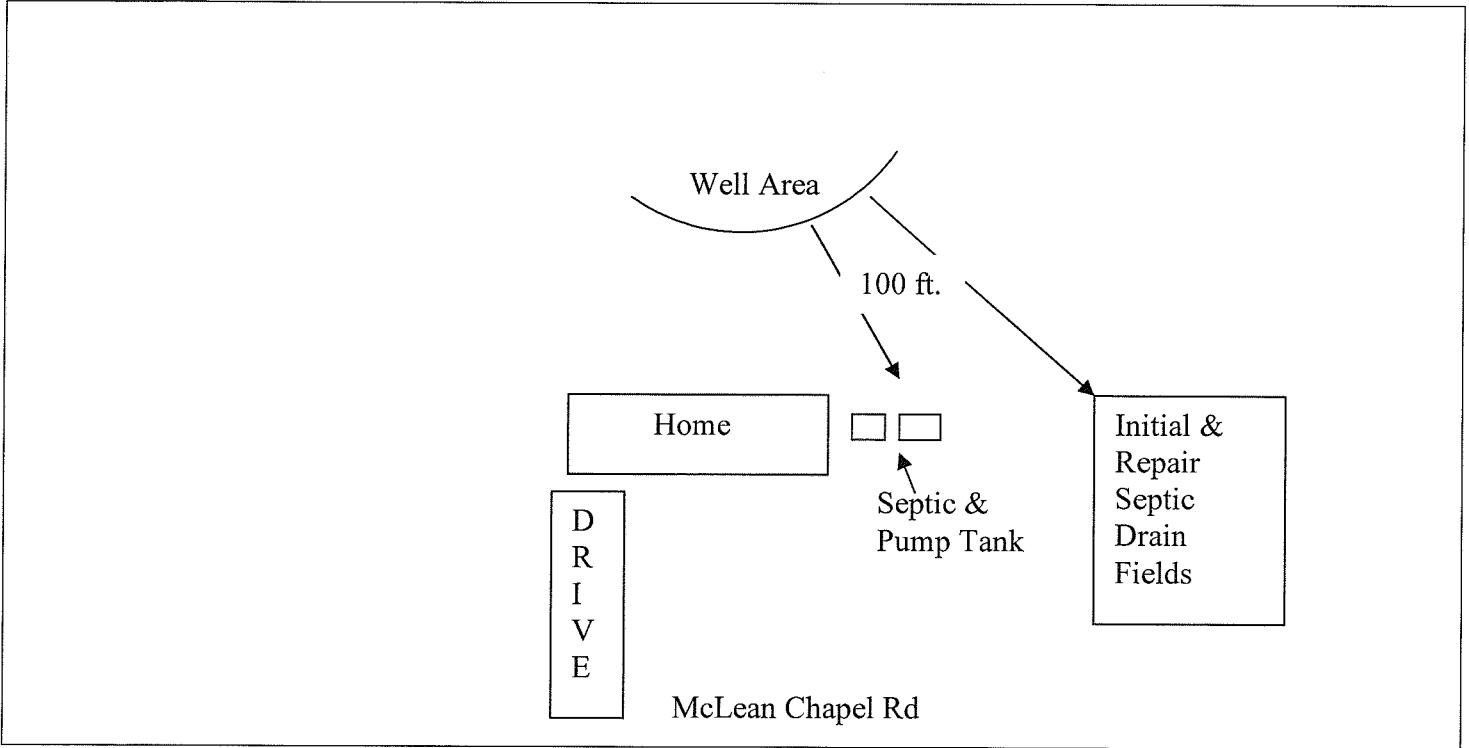 Well Area
100 ft.
Home
Septic &
Pump Tank
Initial &
Repair
Septic
Drain
Fields
D
R
I
V
E
McLean Chapel Rd